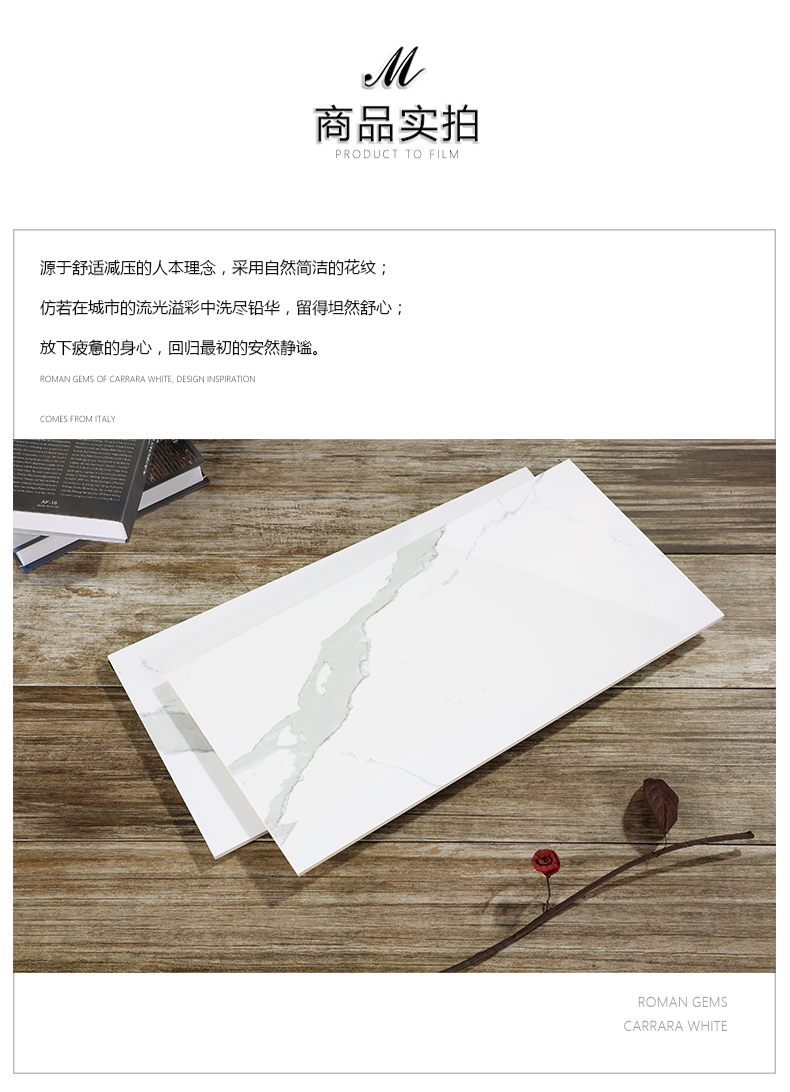 M
商品实拍
PRODUCT TO FILM
源于舒适减压的人本理念，采用自然简洁的花纹；
仿若在城市的流光溢彩中洗尽铅华，留得坦然舒心；
放下疲惫的身心，回归最初的安然静谧。
ROMAN GEMS OF CARRARA WHITE, DESIGN INSPIRATION
COMES FROM ITALY
AF-16
ROMAN GEMS
CARRARA WHITE